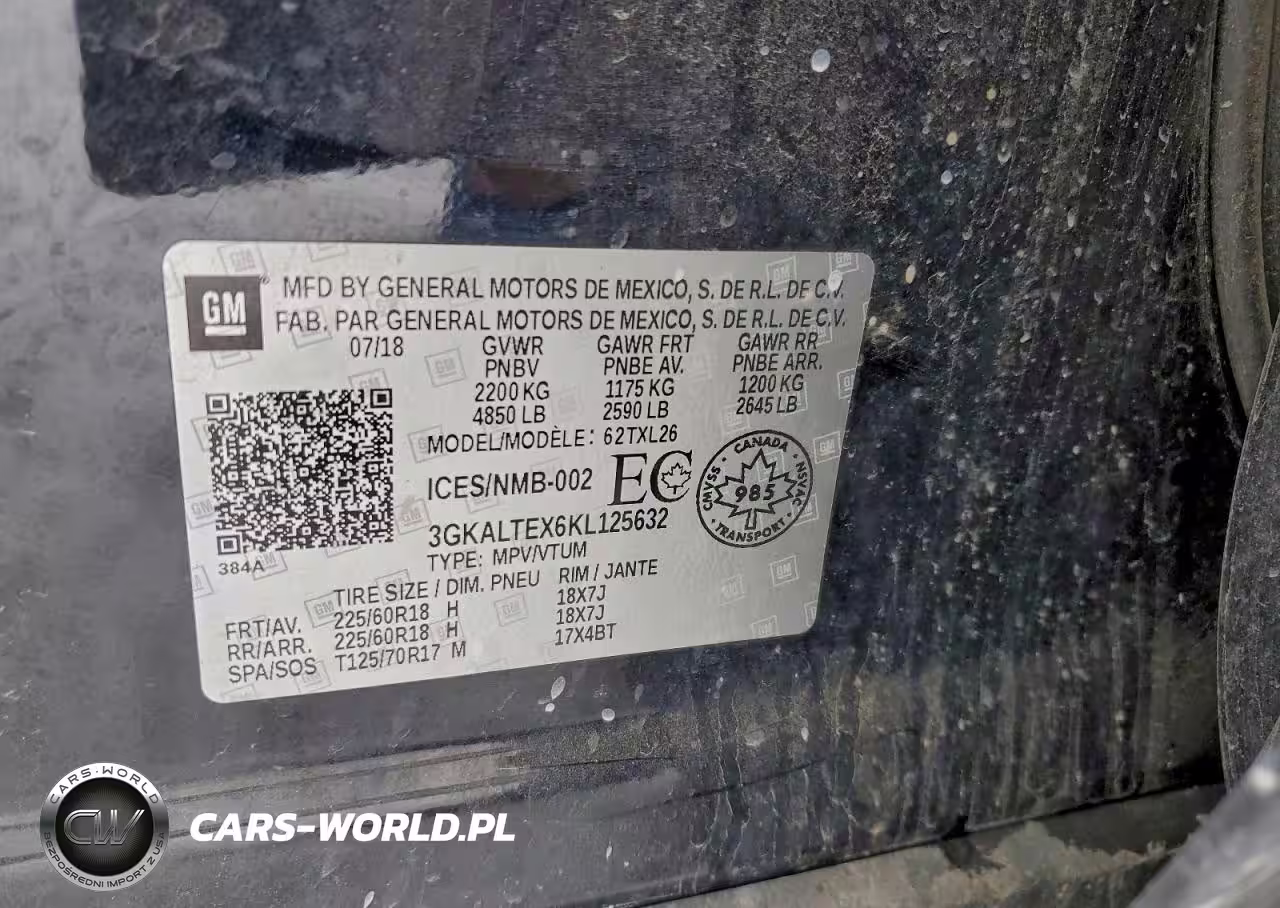 GM
MFD BY GENERAL MOTORS DE MEXICO, S. DE R.L. DE C.V.
FAB. PAR GENERAL MOTORS DE MEXICO, S. DE R.L. DE C.V.
07/18 GVWR GAWR FRT GAWR RR
PNBV PNBE AV. PNBE ARR.
2200 KG 1175 KG 1200 KG
4850 LB 2590 LB 2645 LB
MODEL/MODÈLE: 62TXL26
ICES/NMB-002 EC
CANADA
CMVSS 985 NSVAC
TRANSPORT
3GKALTEX6KL125632
TYPE: MPV/VTUM
384A
TIRE SIZE / DIM. PNEU RIM / JANTE
FRT/AV. 225/60R18 H 18X7J
RR/ARR. 225/60R18 H 18X7J
SPA/SOS T125/70R17 M 17X4BT
CARS-WORLD
CW
BEZPOŚREDNI IMPORT Z USA
CARS-WORLD.PL